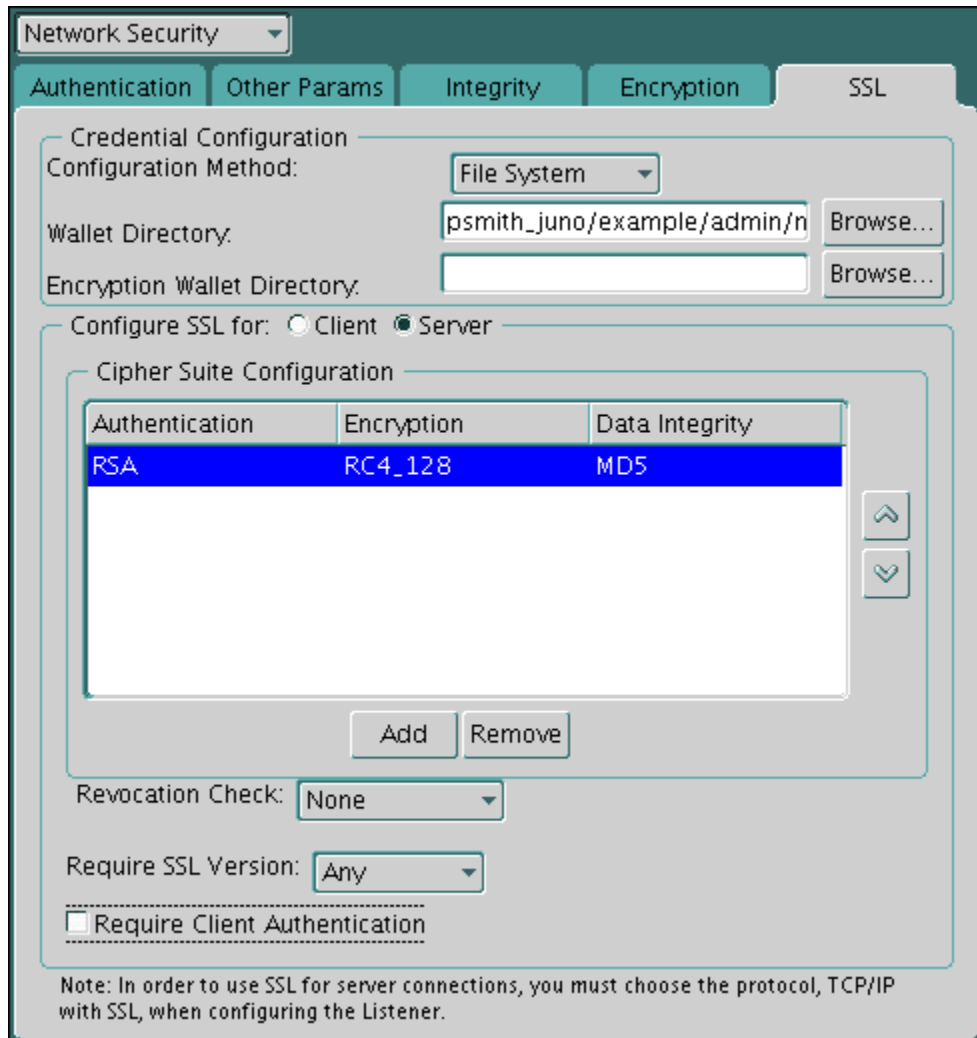 Network Security
Authentication Other Params Integrity Encryption SSL
Credential Configuration
Configuration Method: File System
Wallet Directory: psmith_juno/example/admin/n Browse...
Encryption Wallet Directory: Browse...
Configure SSL for: Client Server
Cipher Suite Configuration
Authentication Encryption Data Integrity
RSA RC4_128 MD5
Add Remove
Revocation Check: None
Require SSL Version: Any
Require Client Authentication
Note: In order to use SSL for server connections, you must choose the protocol, TCP/IP
with SSL, when configuring the Listener.